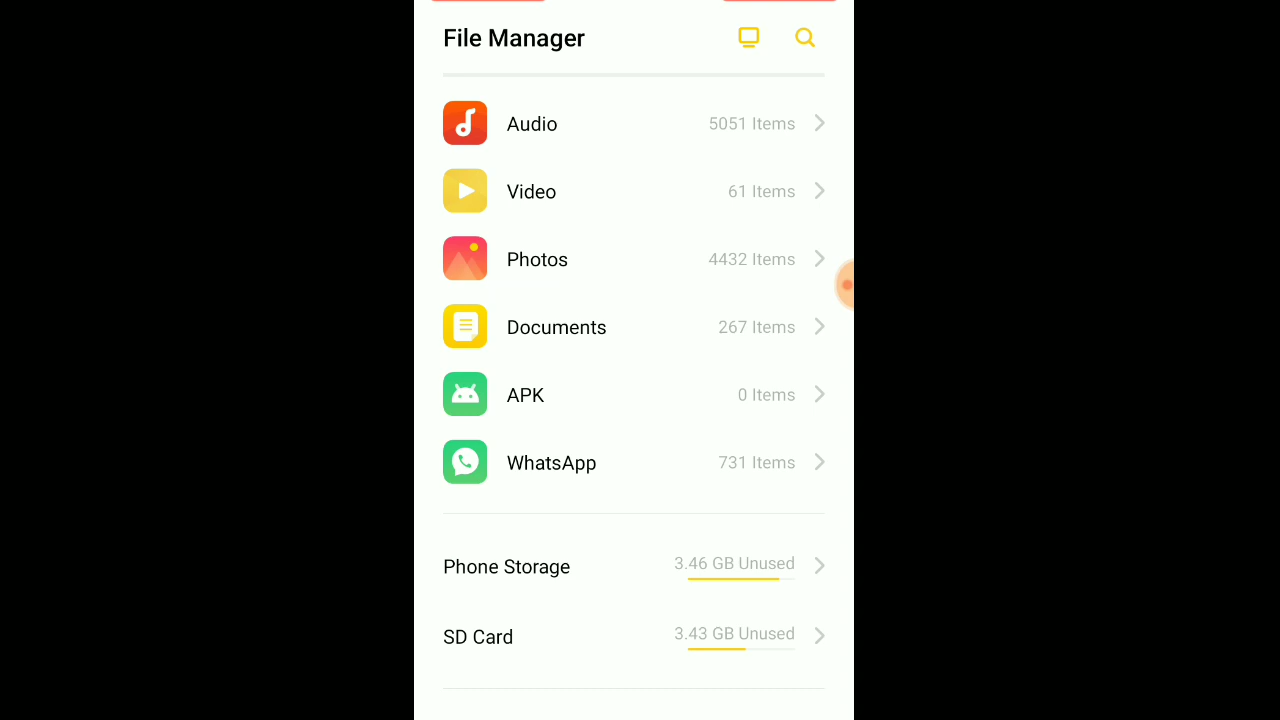 File Manager
Audio 5051 Items
Video 61 Items
Photos 4432 Items
Documents 267 Items
APK 0 Items
WhatsApp 731 Items
Phone Storage 3.46 GB Unused
SD Card 3.43 GB Unused